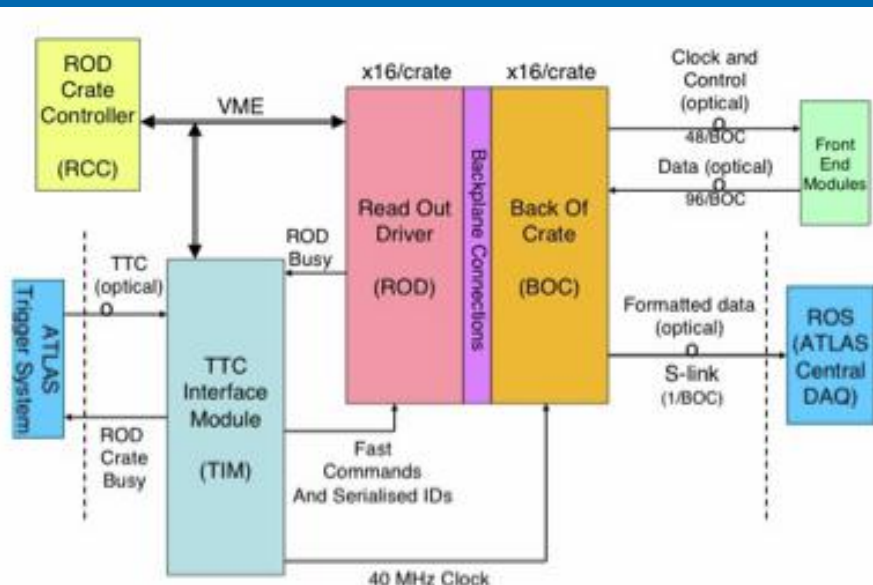 ROD
Crate
Controller
(RCC)
VME
x16/crate
x16/crate
Read Out
Driver
(ROD)
Backplane Connections
Back Of
Crate
(BOC)
Clock and
Control
(optical)
48/BOC
Data (optical)
96/BOC
Front
End
Modules
ROD
Busy
TTC
(optical)
ATLAS
Trigger System
TTC
Interface
Module
(TIM)
ROD
Crate
Busy
Fast
Commands
And Serialised IDs
40 MHz Clock
Formatted data
(optical)
S-link
(1/BOC)
ROS
(ATLAS
Central
DAQ)